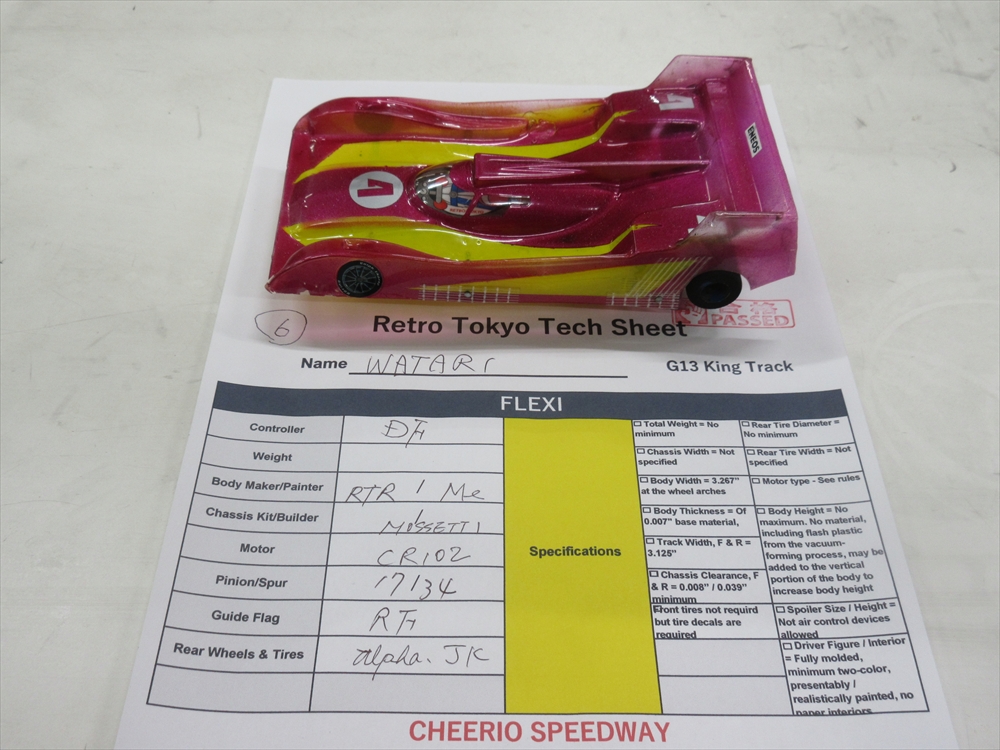 4
4
ENEOS
6
Retro Tokyo Tech Sheet
PASSED
Name WATARI
G13 King Track
FLEXI
Controller
Weight
Body Maker/Painter RTR / Me
Chassis Kit/Builder / MOSSETTI
Motor CR102
Pinion/Spur 17/34
Guide Flag
Rear Wheels & Tires Alpha. JK
Specifications
Total Weight = No
minimum
Chassis Width = Not
specified
Body Width = 3.267"
at the wheel arches
Body Thickness = Of
0.007" base material,
Track Width, F & R =
3.125"
Chassis Clearance, F
& R = 0.008" / 0.039"
minimum
Front tires not requird
but tire decals are
required
Rear Tire Diameter =
No minimum
Rear Tire Width = Not
specified
Motor type - See rules
Body Height = No
maximum. No material,
including flash plastic
from the vacuum-
forming process, may be
added to the vertical
portion of the body to
increase body height
Spoiler Size / Height =
Not air control devices
allowed
Driver Figure / Interior
= Fully molded,
minimum two-color,
presentably /
realistically painted, no
paper interiors
CHEERIO SPEEDWAY